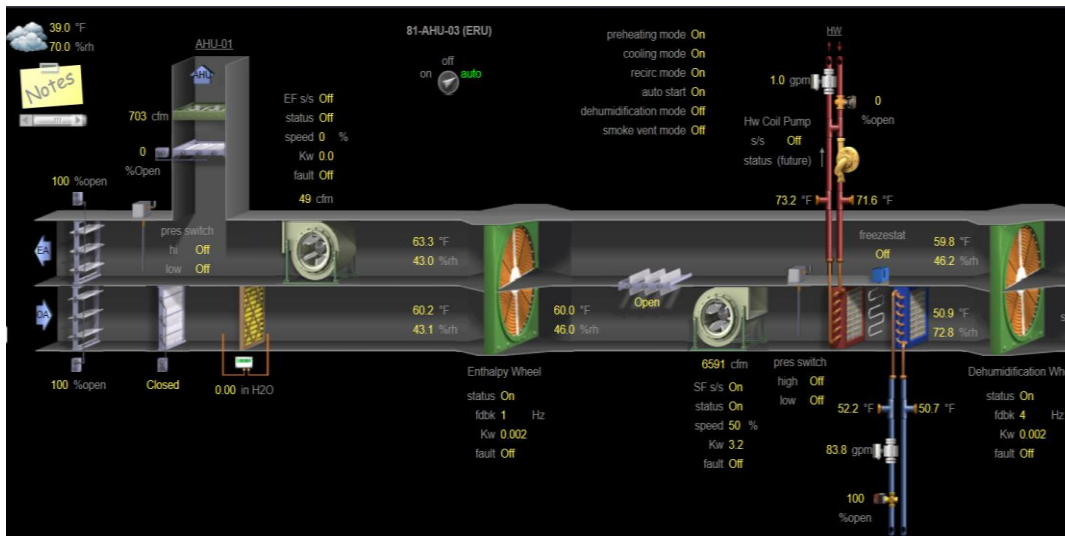 39.0 °F
70.0 %rh
Notes
AHU-01
AHU
703 cfm
0
%Open
100 %open
EF s/s Off
status Off
speed 0 %
Kw 0.0
fault Off
49 cfm
81-AHU-03 (ERU)
off
on auto
preheating mode On
cooling mode On
recirc mode On
auto start On
dehumidification mode Off
smoke vent mode Off
HW
1.0 gpm
0
%open
Hw Coil Pump
s/s Off
status (future)
73.2 °F
71.6 °F
pres switch
hi Off
low Off
EA
63.3 °F
43.0 %rh
freezestat
Off
59.8 °F
46.2 %rh
Open
OA
60.2 °F
43.1 %rh
60.0 °F
46.0 %rh
50.9 °F
72.8 %rh
100 %open
Closed
0.00 in H2O
Enthalpy Wheel
status On
fdbk 1 Hz
Kw 0.002
fault Off
6591 cfm
SF s/s On
status On
speed 50 %
Kw 3.2
fault Off
pres switch
high Off
low Off
52.2 °F
50.7 °F
83.8 gpm
100
%open
Dehumidification Wh
status On
fdbk 4 Hz
Kw 0.002
fault Off